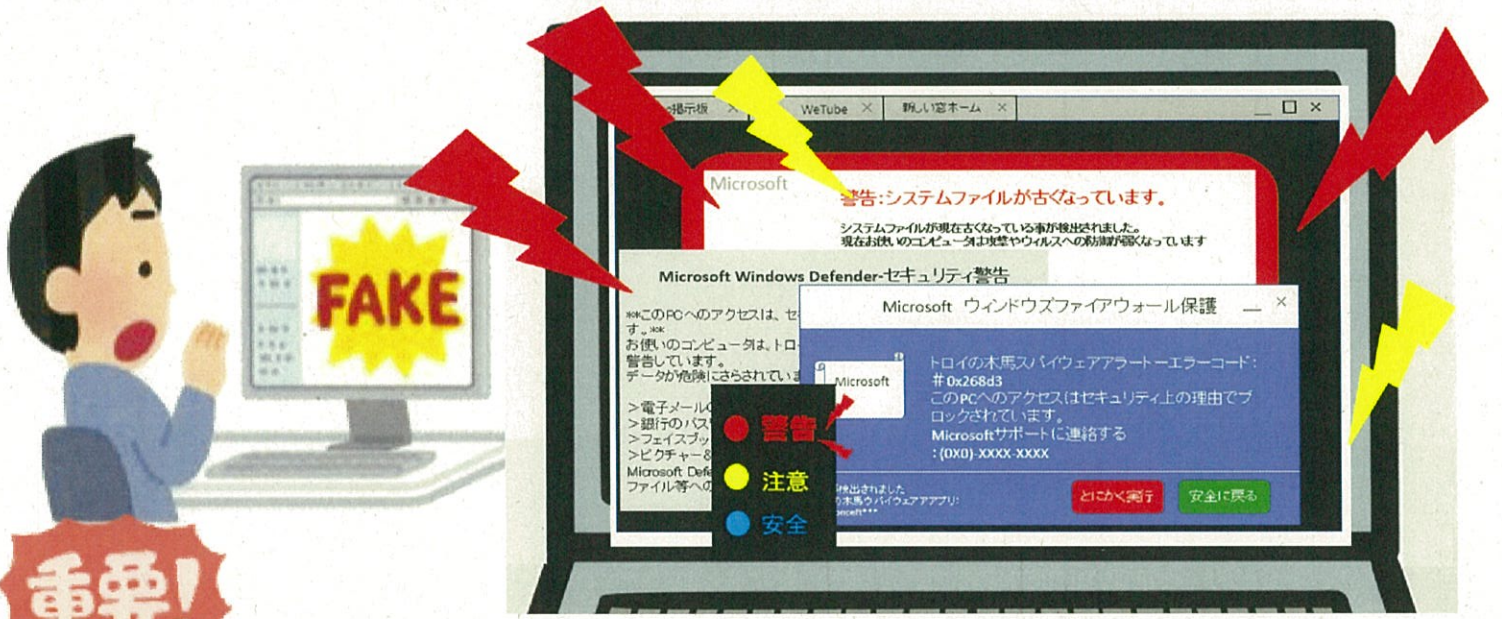 掲示板 ×
WeTube ×
新しい窓ホーム ×
Microsoft
警告:システムファイルが古くなっています。
システムファイルが現在古くなっている事が検出されました。
現在お使いのコンピュータは攻撃やウィルスへの防御が弱くなっています
FAKE
Microsoft Windows Defender-セキュリティ警告
**このPCへのアクセスは、セ
す。**
お使いのコンピュータは、トロ
警告しています。
データが危険にさらされていま
>電子メールの
>銀行のパス
>フェイスブッ
>ピクチャー&
Microsoft Defe
ファイル等への
Microsoft ウィンドウズファイアウォール保護
Microsoft
トロイの木馬スパイウェアアラートーエラーコード:
#0x268d3
このPCへのアクセスはセキュリティ上の理由でブ
ロックされています。
Microsoftサポートに連絡する
:(0X0)-XXXX-XXXX
検出されました
とにかく実行
安全に戻る
警告
注意
安全
重要!